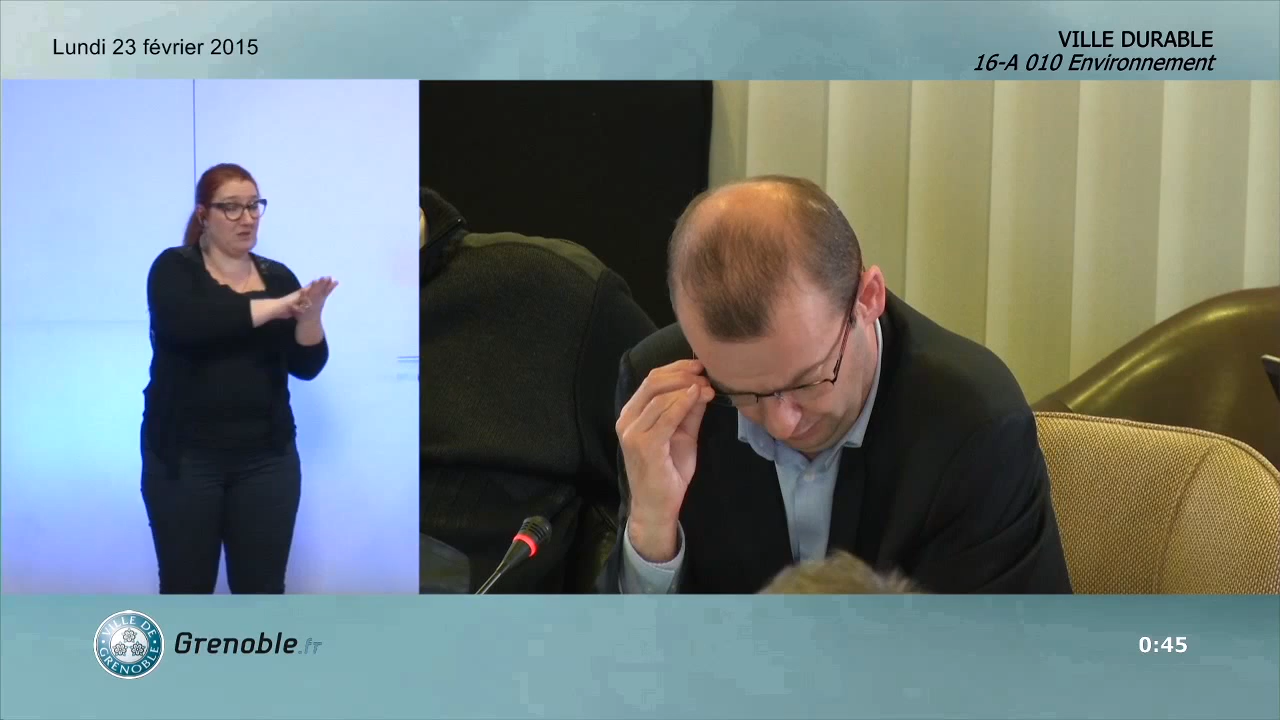 Lundi 23 février 2015
VILLE DURABLE
16-A 010 Environnement
VILLE DE
GRENOBLE
Grenoble.fr
0:45